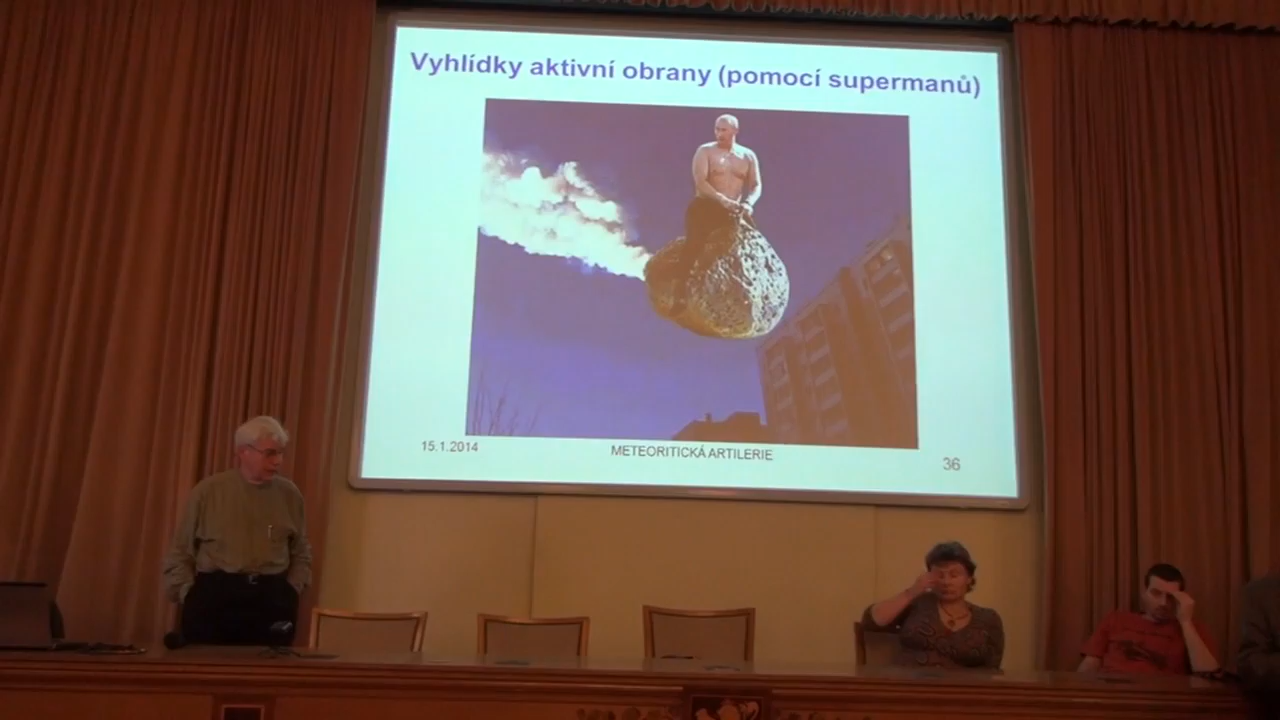 Vyhlídky aktivní obrany (pomocí supermanů)
15.1.2014
METEORITICKÁ ARTILERIE
36